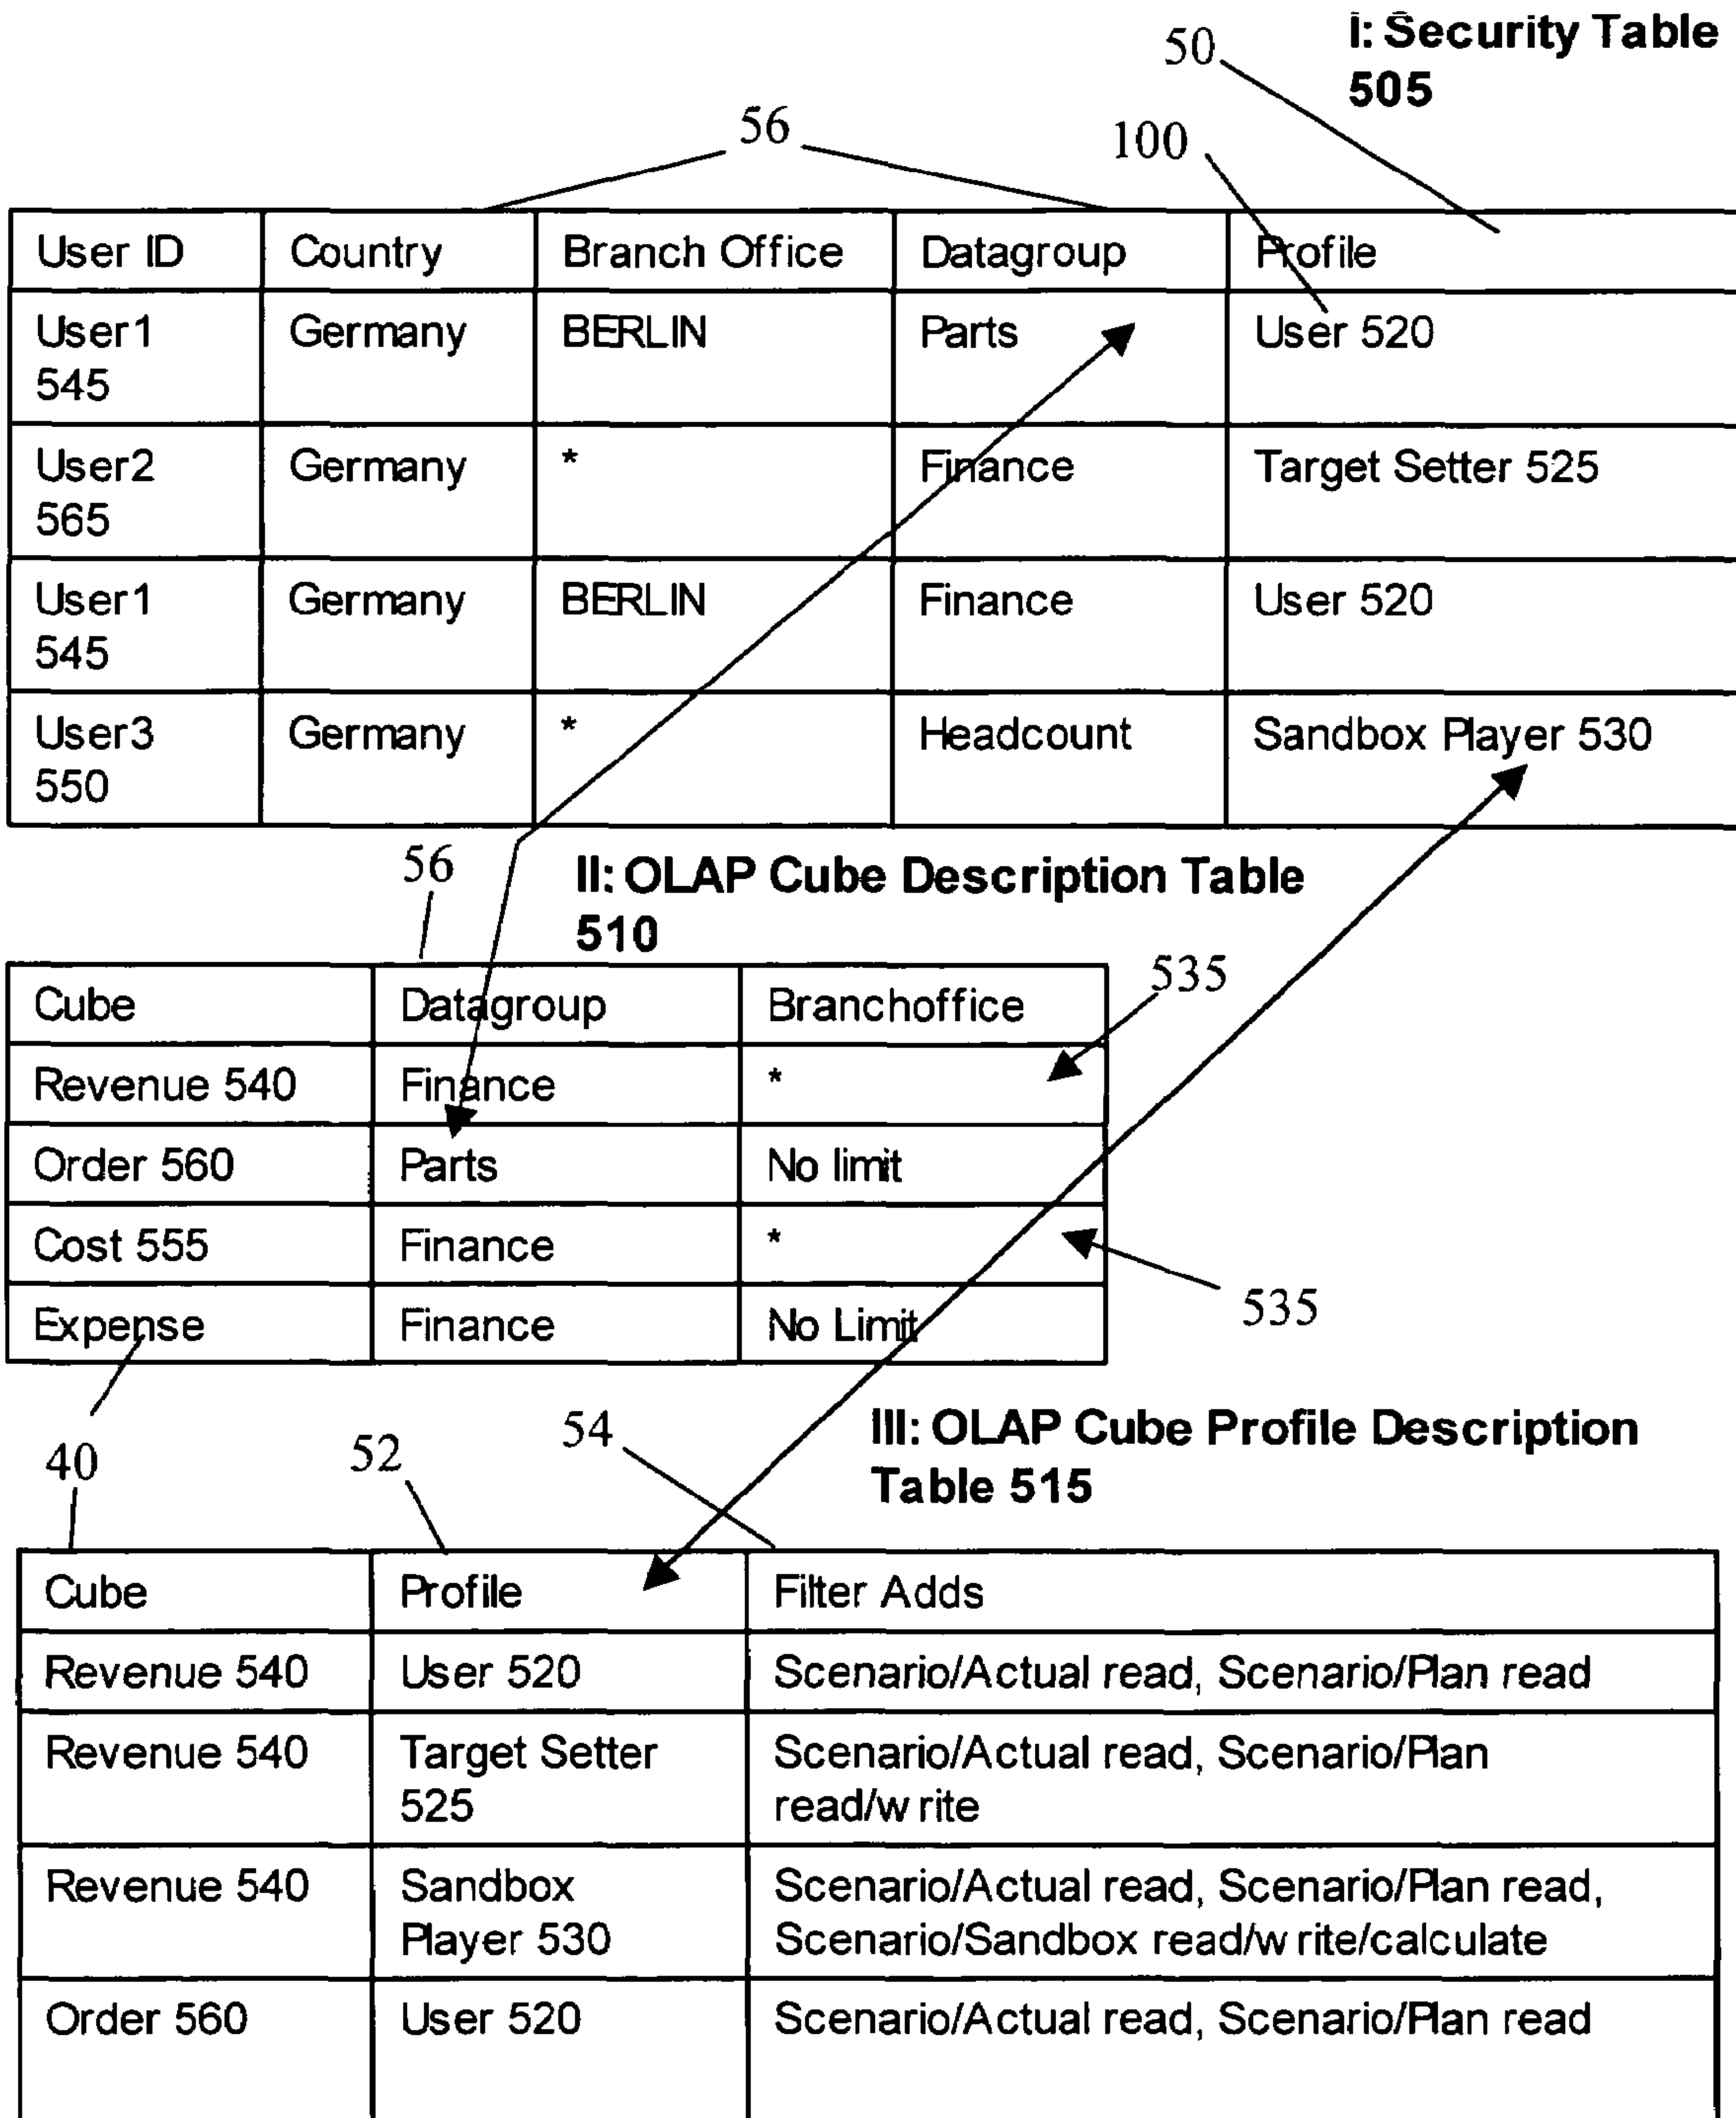 I: Security Table
505
50
56
100
User ID Country Branch Office Datagroup Profile
User1 Germany BERLIN Parts User 520
545
User2 Germany * Finance Target Setter 525
565
User1 Germany BERLIN Finance User 520
545
User3 Germany * Headcount Sandbox Player 530
550
56
II: OLAP Cube Description Table
510
535
Cube Datagroup Branchoffice
Revenue 540 Finance *
Order 560 Parts No limit
Cost 555 Finance *
535
Expense Finance No Limit
40
52
54
III: OLAP Cube Profile Description
Table 515
Cube Profile Filter Adds
Revenue 540 User 520 Scenario/Actual read, Scenario/Plan read
Revenue 540 Target Setter Scenario/Actual read, Scenario/Plan
525 read/write
Revenue 540 Sandbox Scenario/Actual read, Scenario/Plan read,
Player 530 Scenario/Sandbox read/write/calculate
Order 560 User 520 Scenario/Actual read, Scenario/Plan read